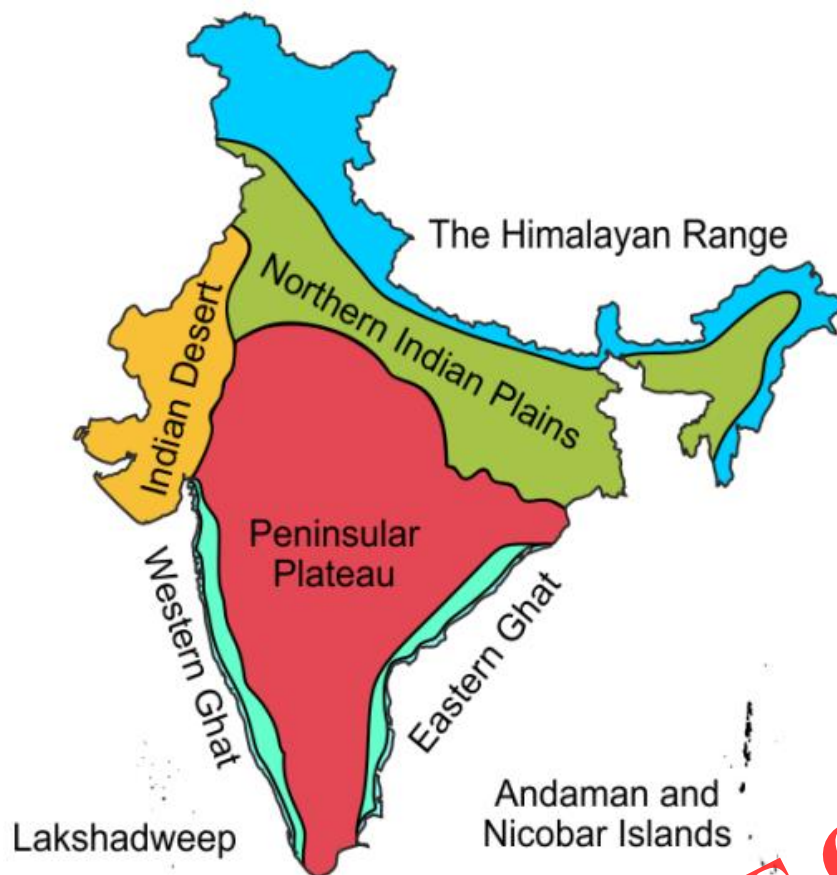 The Himalayan Range
Northern Indian Plains
Indian Desert
Peninsular
Plateau
Western Ghat
Eastern Ghat
Andaman and
Nicobar Islands
Lakshadweep